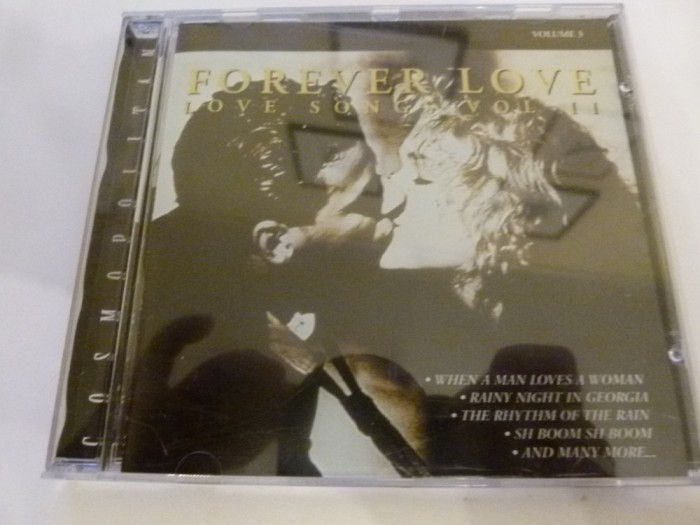 VOLUME 5
FOREVER LOVE
LOVE SONGS VOL II
• WHEN A MAN LOVES A WOMAN
• RAINY NIGHT IN GEORGIA
• THE RHYTHM OF THE RAIN
• SH BOOM SH BOOM
• AND MANY MORE....
COSMOPOLITAN